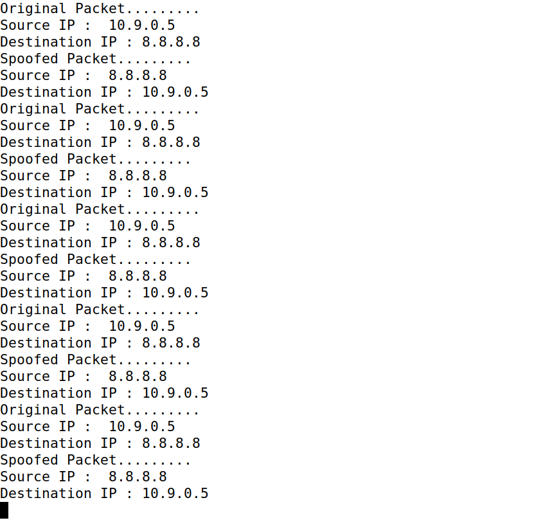 Original Packet.........
Source IP :  10.9.0.5
Destination IP : 8.8.8.8
Spoofed Packet.........
Source IP :  8.8.8.8
Destination IP : 10.9.0.5
Original Packet.........
Source IP :  10.9.0.5
Destination IP : 8.8.8.8
Spoofed Packet.........
Source IP :  8.8.8.8
Destination IP : 10.9.0.5
Original Packet.........
Source IP :  10.9.0.5
Destination IP : 8.8.8.8
Spoofed Packet.........
Source IP :  8.8.8.8
Destination IP : 10.9.0.5
Original Packet.........
Source IP :  10.9.0.5
Destination IP : 8.8.8.8
Spoofed Packet.........
Source IP :  8.8.8.8
Destination IP : 10.9.0.5
Original Packet.........
Source IP :  10.9.0.5
Destination IP : 8.8.8.8
Spoofed Packet.........
Source IP :  8.8.8.8
Destination IP : 10.9.0.5